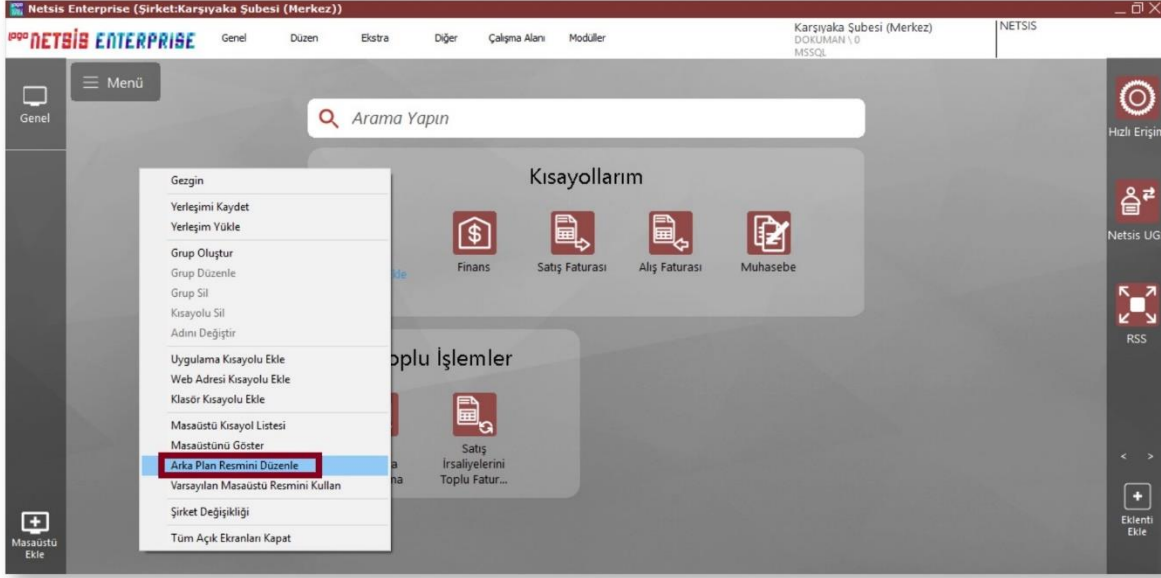 Netsis Enterprise (Şirket:Karşıyaka Şubesi (Merkez))
logo NETSİS ENTERPRISE
Genel
Düzen
Ekstra
Diğer
Çalışma Alanı
Modüller
Karşıyaka Şubesi (Merkez)
DOKUMAN \ 0
MSSQL
NETSIS
Genel
Menü
Arama Yapın
Kısayollarım
Finans
Satış Faturası
Alış Faturası
Muhasebe
Gezgin
Yerleşimi Kaydet
Yerleşim Yükle
Grup Oluştur
Grup Düzenle
Grup Sil
Kısayolu Sil
Adını Değiştir
Uygulama Kısayolu Ekle
Web Adresi Kısayolu Ekle
Klasör Kısayolu Ekle
Masaüstü Kısayol Listesi
Masaüstünü Göster
Arka Plan Resmini Düzenle
Varsayılan Masaüstü Resmini Kullan
Şirket Değişikliği
Tüm Açık Ekranları Kapat
kle
oplu İşlemler
a
na
Satış
İrsaliyelerini
Toplu Fatur...
Hızlı Erişim
Netsis UG
RSS
< >
Eklenti
Ekle
Masaüstü
Ekle